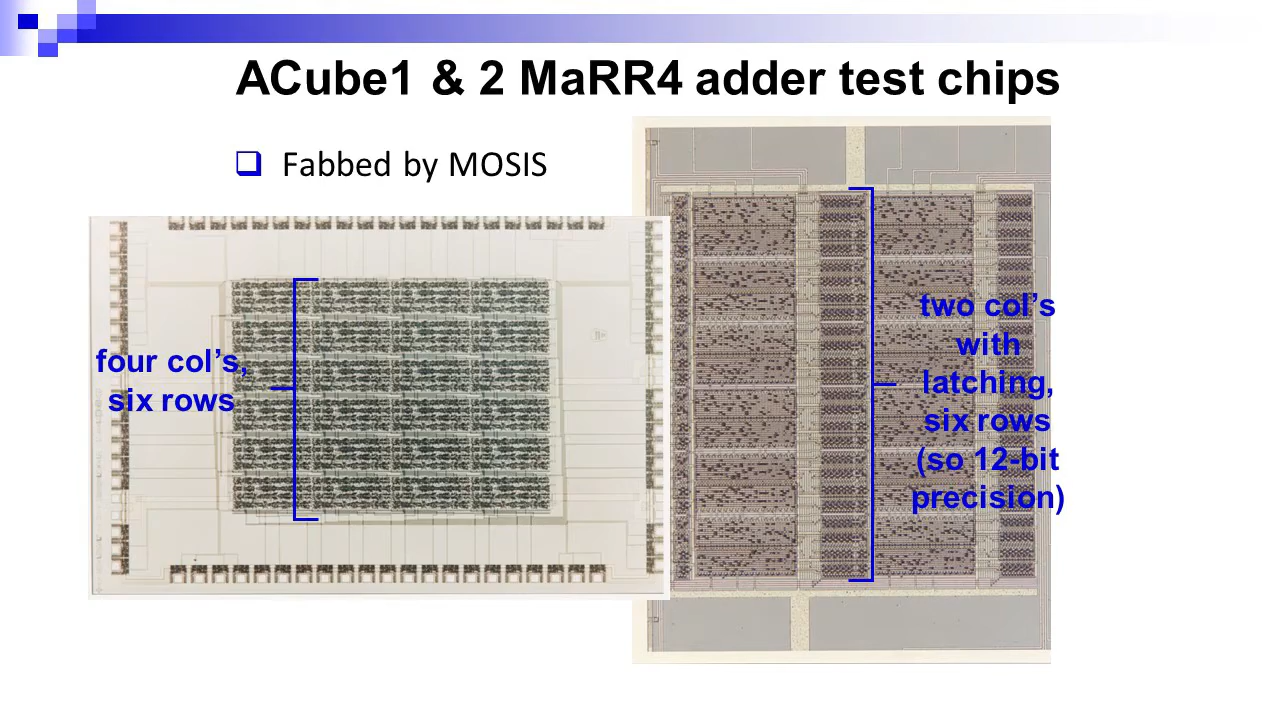 ACube1 & 2 MaRR4 adder test chips
Fabbed by MOSIS
four col’s,
six rows
two col’s
with
latching,
six rows
(so 12-bit
precision)